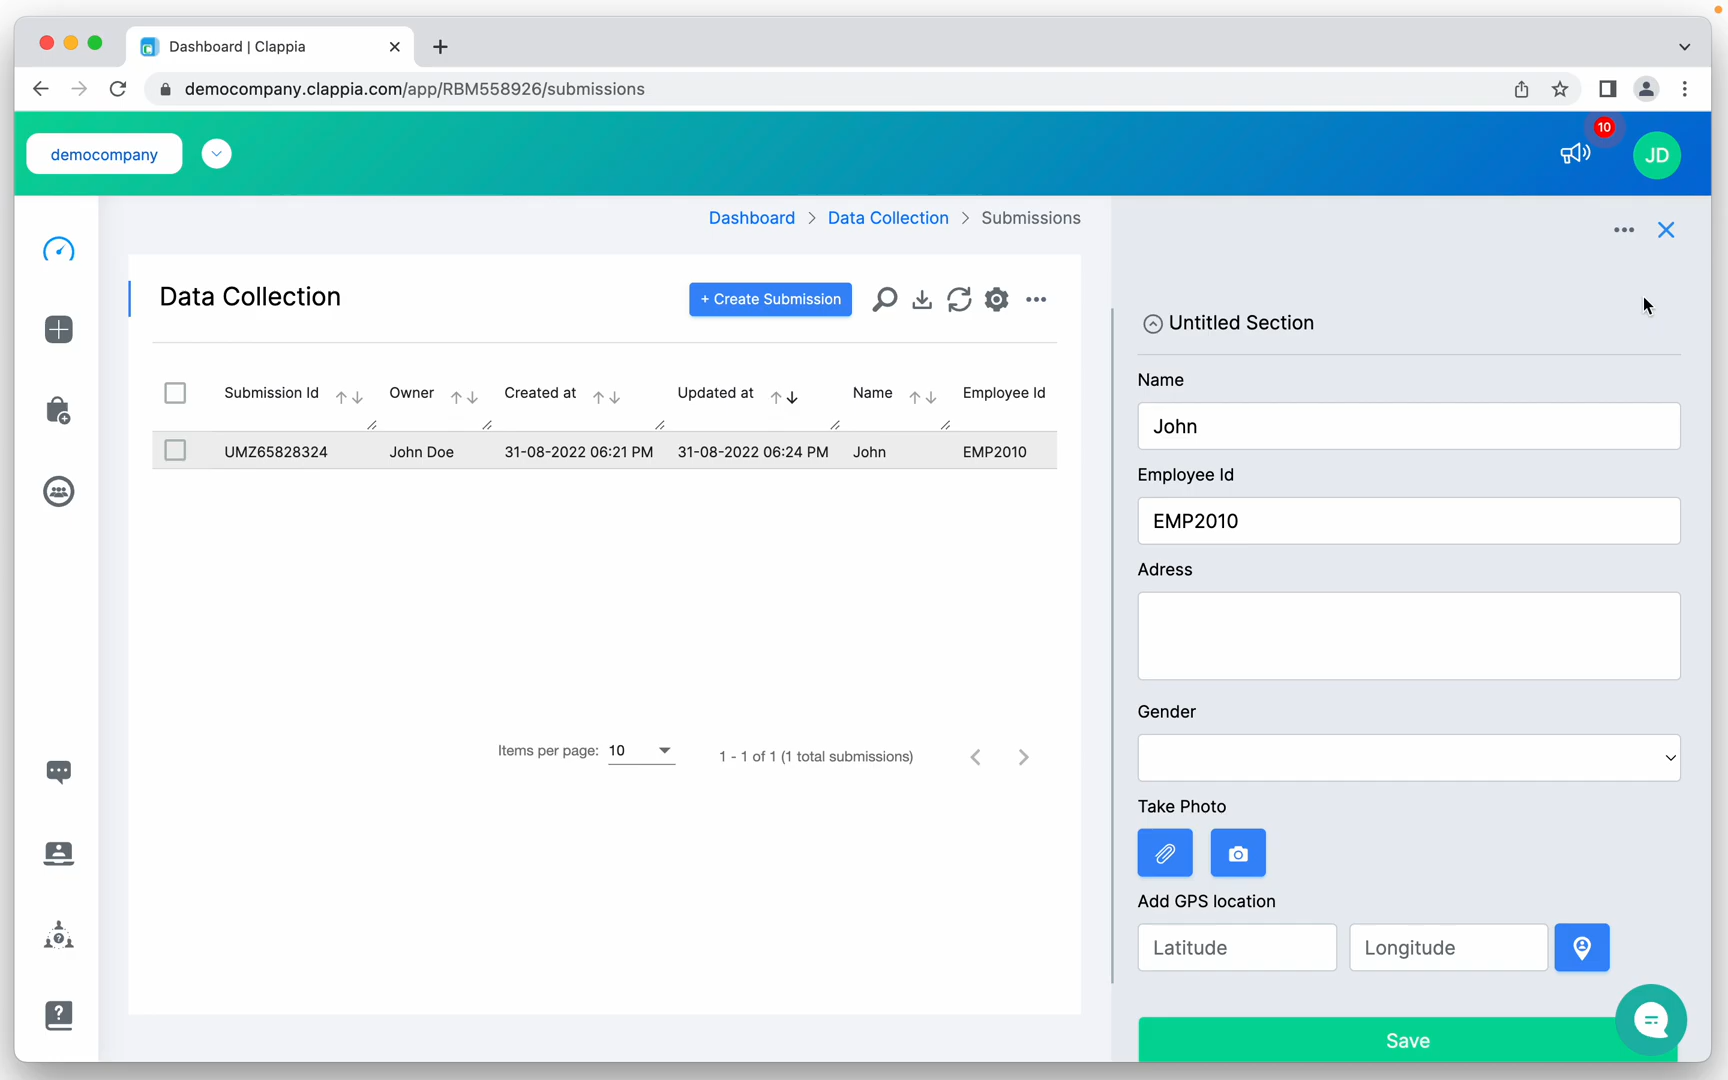 Dashboard | Clappia
democompany.clappia.com/app/RBM558926/submissions
democompany
10
JD
Dashboard > Data Collection > Submissions
Data Collection
+ Create Submission
Submission Id
Owner
Created at
Updated at
Name
Employee Id
UMZ65828324
John Doe
31-08-2022 06:21 PM
31-08-2022 06:24 PM
John
EMP2010
Items per page: 10
1 - 1 of 1 (1 total submissions)
Untitled Section
Name
John
Employee Id
EMP2010
Adress
Gender
Take Photo
Add GPS location
Latitude
Longitude
Save